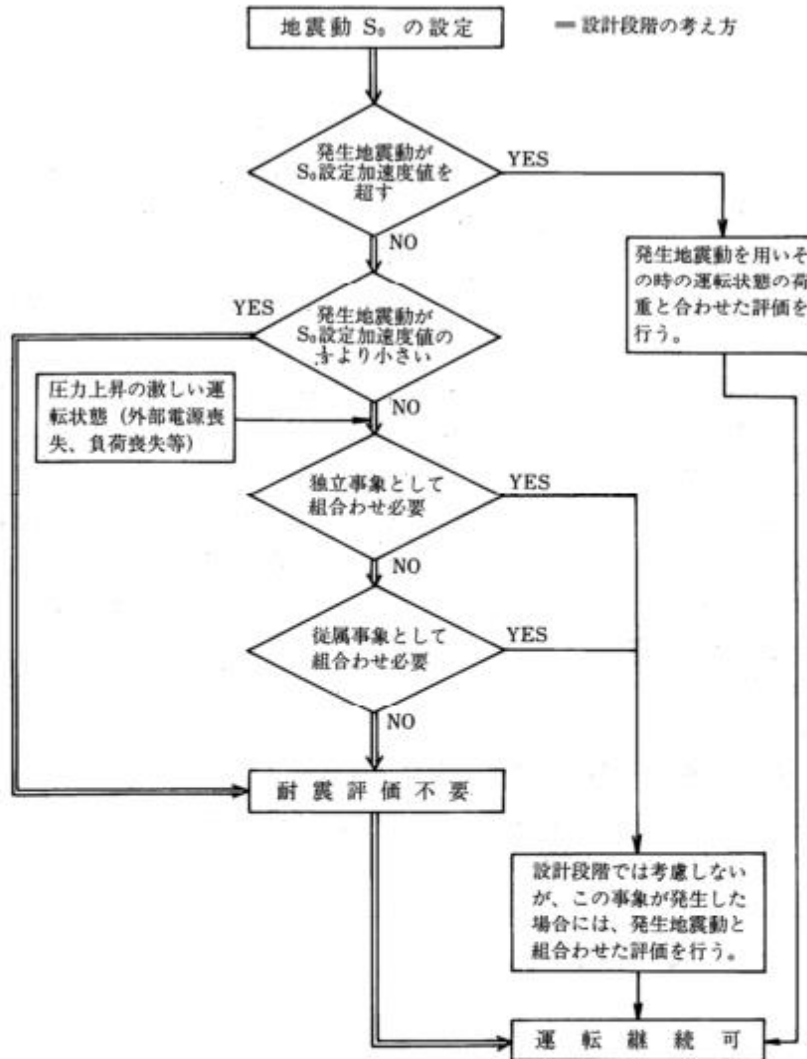 地震動 S₀ の設定
═ 設計段階の考え方
発生地震動が
S₀設定加速度値を
超す
YES
NO
発生地震動を用いそ
の時の運転状態の荷
重と合わせた評価を
行う。
YES
発生地震動が
S₀設定加速度値の
より小さい
NO
圧力上昇の激しい運
転状態(外部電源喪
失、負荷喪失等)
独立事象として
組合わせ必要
YES
NO
従属事象として
組合わせ必要
YES
NO
耐震評価不要
設計段階では考慮しない
が、この事象が発生した
場合には、発生地震動と
組合わせた評価を行う。
運転継続可